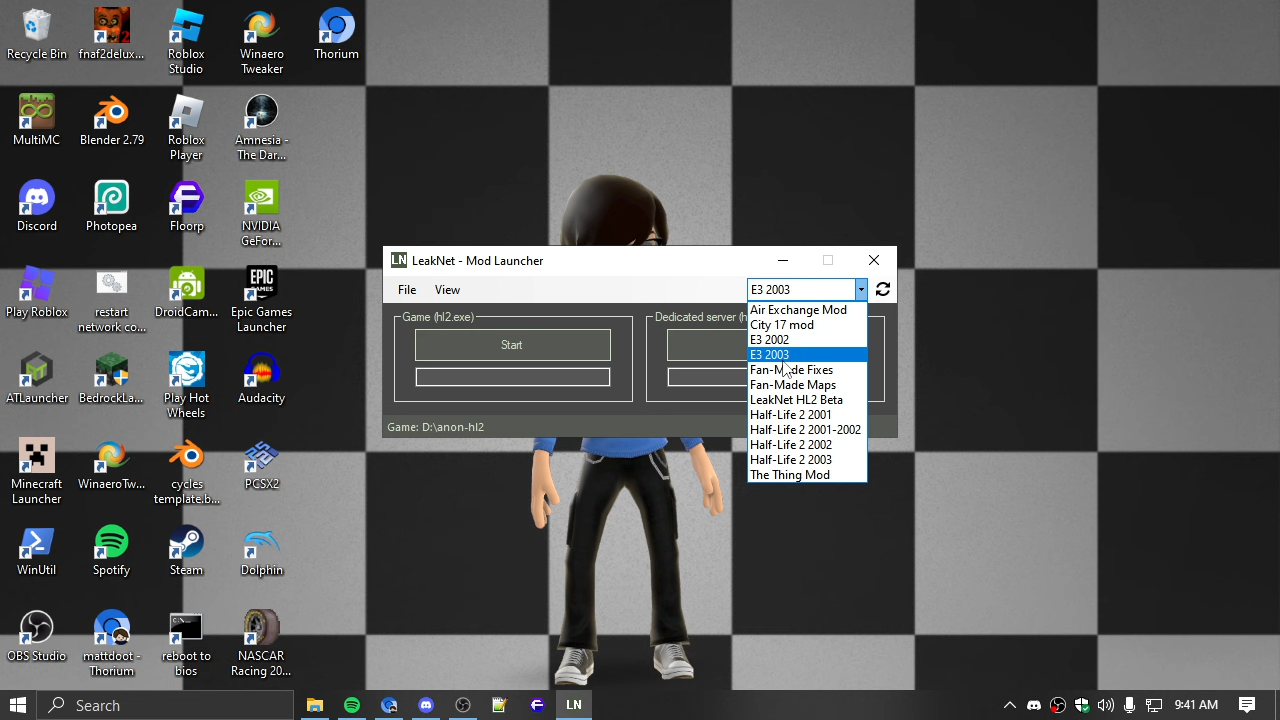 Recycle Bin
fnaf2delux...
Roblox
Studio
Winaero
Tweaker
Thorium
MultiMC
Blender 2.79
Roblox
Player
Amnesia -
The Dar...
Discord
Photopea
Floorp
NVIDIA
GeFor...
Play Roblox
restart
network co...
DroidCam...
EPIC
GAMES
Epic Games
Launcher
ATLauncher
BedrockLa...
Play Hot
Wheels
Audacity
Minecraft
Launcher
WinaeroTw...
cycles
template.b...
PCSX2
WinUtil
Spotify
Steam
Dolphin
OBS Studio
mattdoot -
Thorium
reboot to
bios
NASCAR
Racing 20...
LN LeakNet - Mod Launcher
File View E3 2003
Game (hl2.exe)
Start
Dedicated server (h
Game: D:\anon-hl2
Air Exchange Mod
City 17 mod
E3 2002
E3 2003
Fan-Made Fixes
Fan-Made Maps
LeakNet HL2 Beta
Half-Life 2 2001
Half-Life 2 2001-2002
Half-Life 2 2002
Half-Life 2 2003
The Thing Mod
Search
LN
9:41 AM